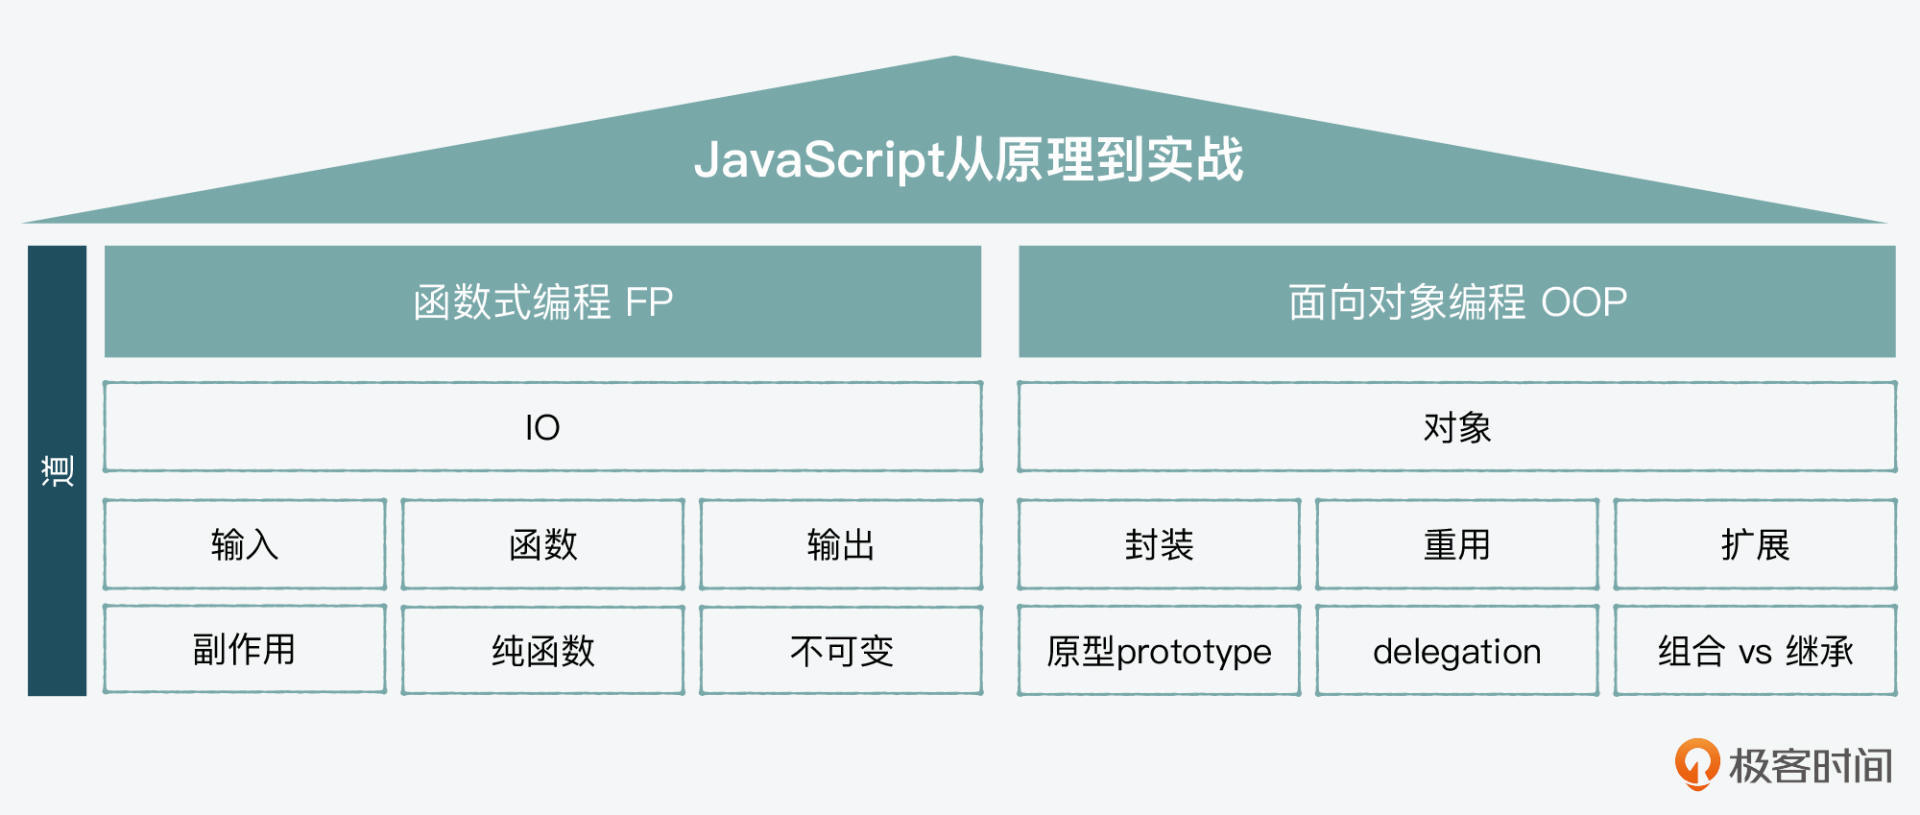 JavaScript从原理到实战
道
函数式编程 FP
面向对象编程 OOP
IO
对象
输入
函数
输出
封装
重用
扩展
副作用
纯函数
不可变
原型prototype
delegation
组合 vs 继承
极客时间